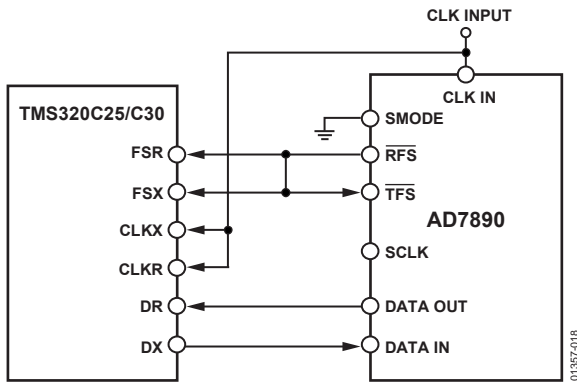 CLK INPUT
TMS320C25/C30
CLK IN
SMODE
FSR
RFS
FSX
TFS
AD7890
CLKX
SCLK
CLKR
DR
DATA OUT
DX
DATA IN
01357-018